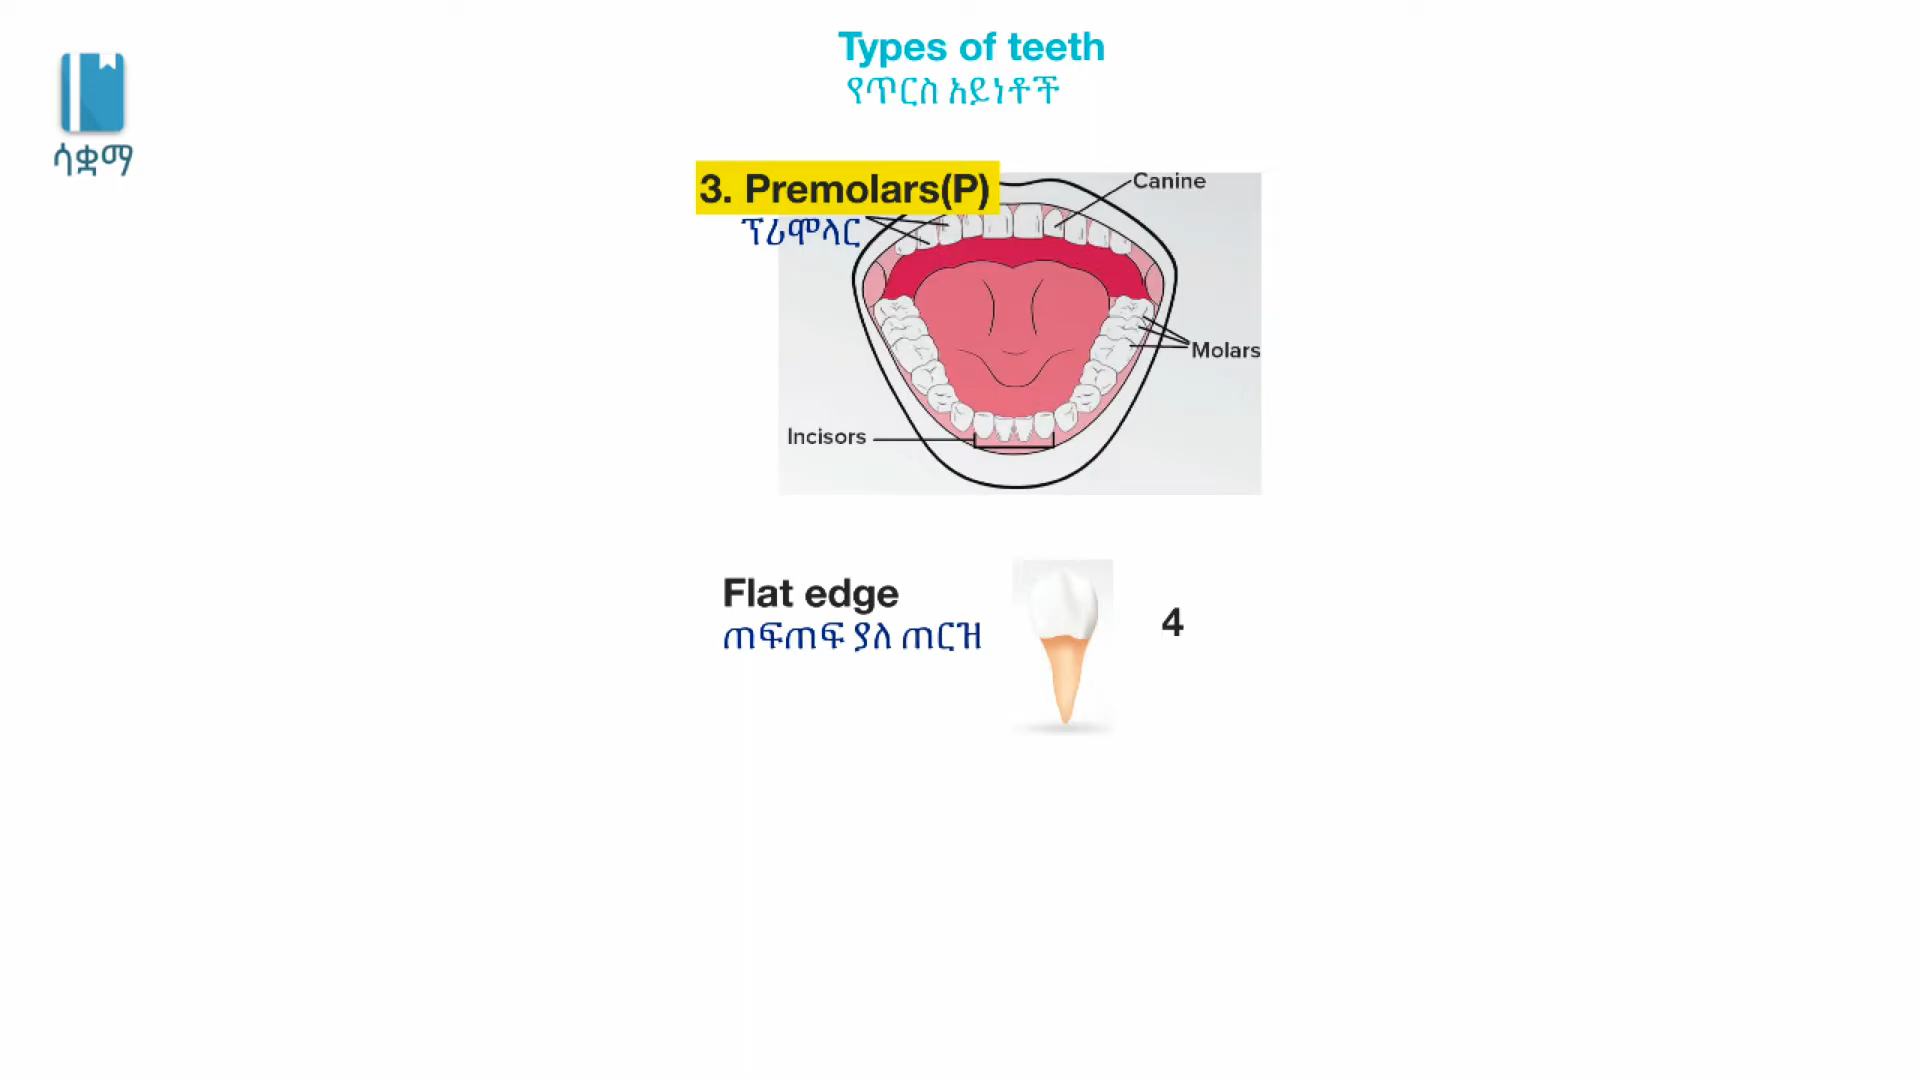 Types of teeth
የጥርስ አይነቶች
ሳቋማ
3. Premolars(P)
ፕሪሞላር
Canine
Molars
Incisors
Flat edge
ጠፍጠፍ ያለ ጠርዝ
4